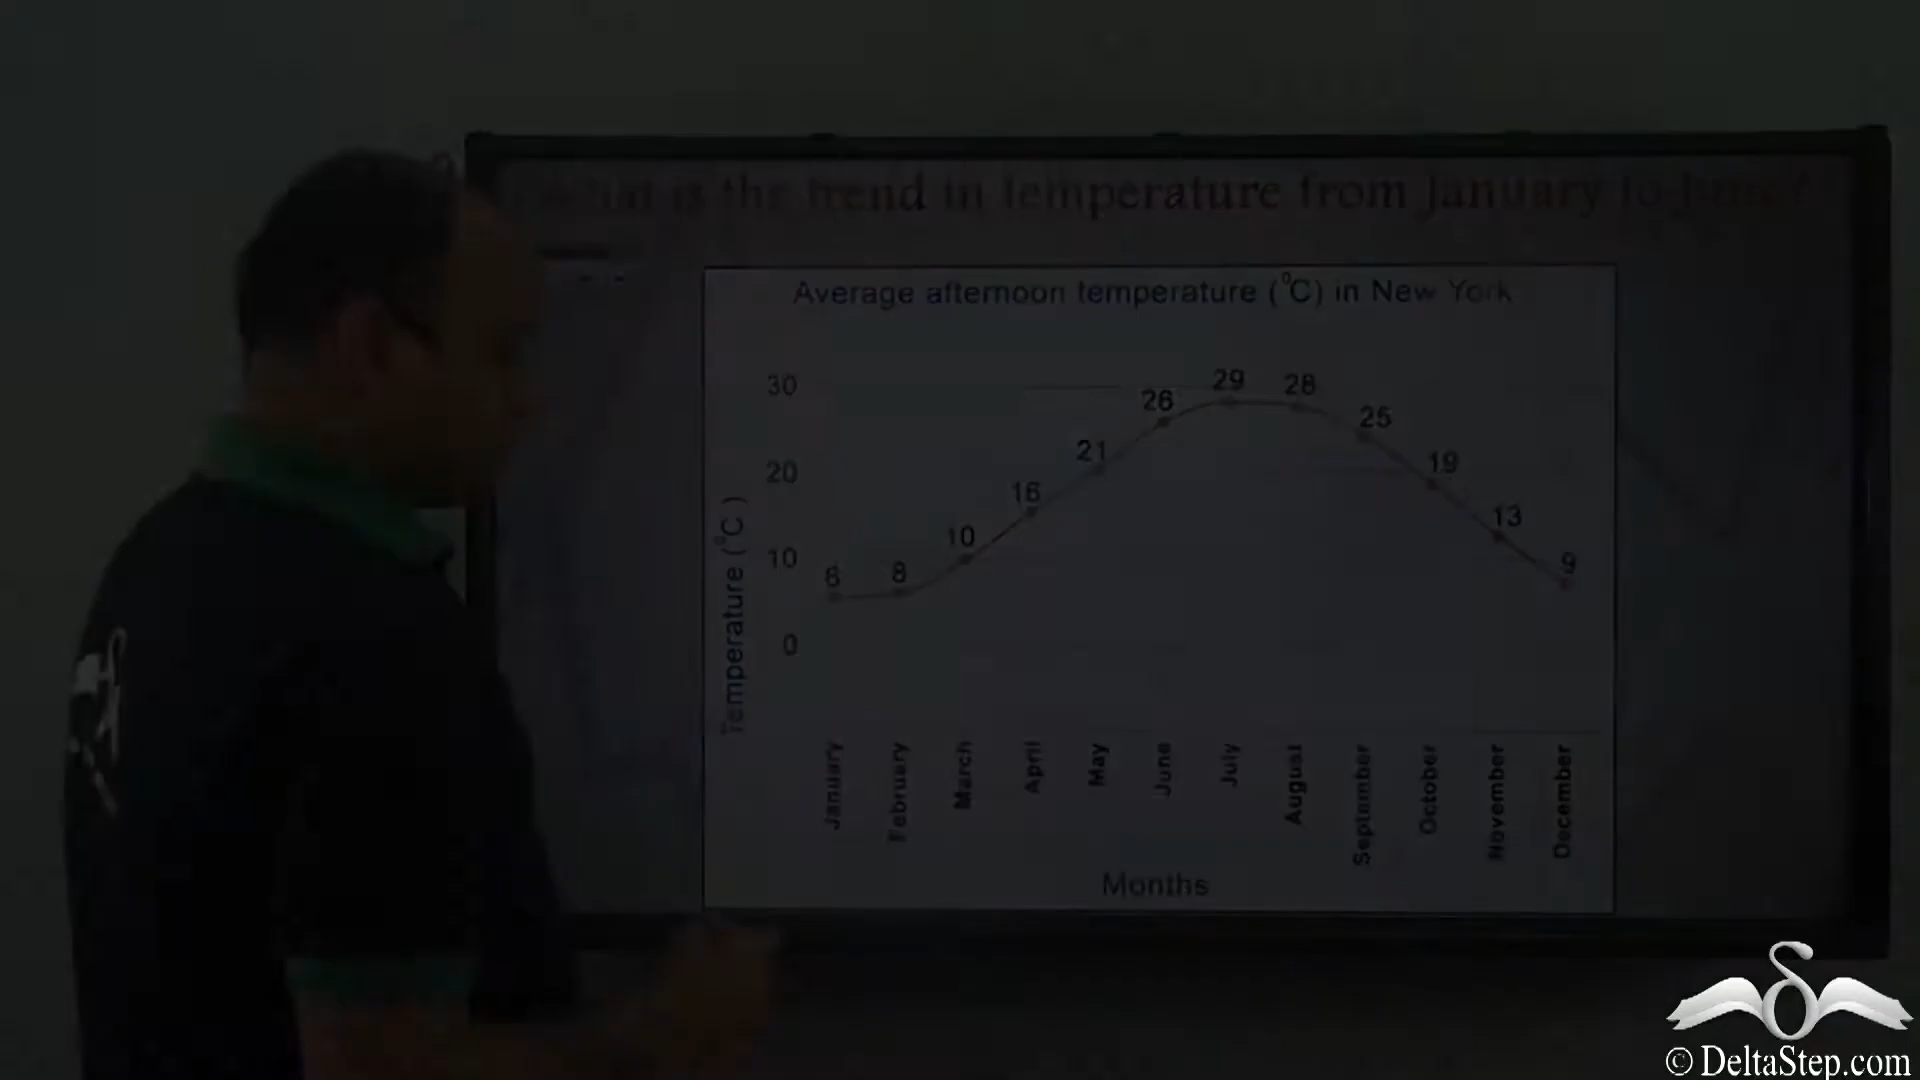 what is the trend in temperature from January to June?
Average afternoon temperature (°C) in New York
30
20
10
0
Temperature (°C)
6
8
10
16
21
26
29
28
25
19
13
9
January
February
March
April
May
June
July
August
September
October
November
December
Months
© DeltaStep.com